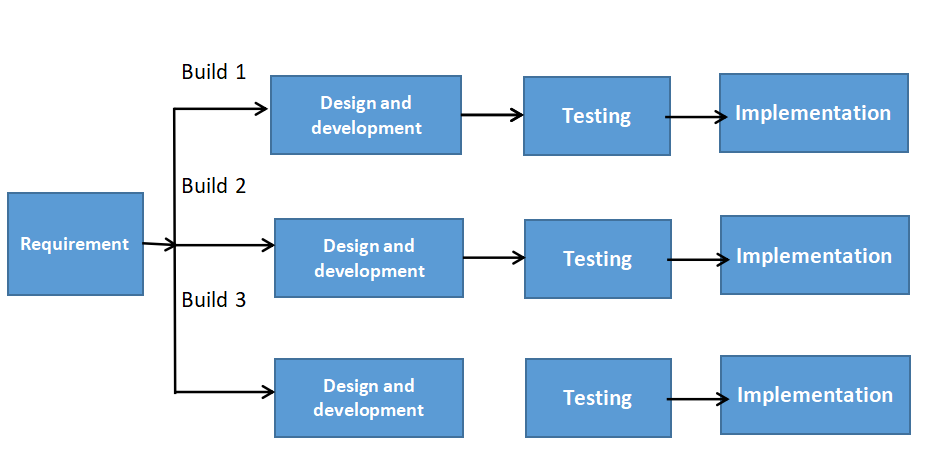 Build 1
Design and
development
Testing
Implementation
Build 2
Requirement
Design and
development
Testing
Implementation
Build 3
Design and
development
Testing
Implementation